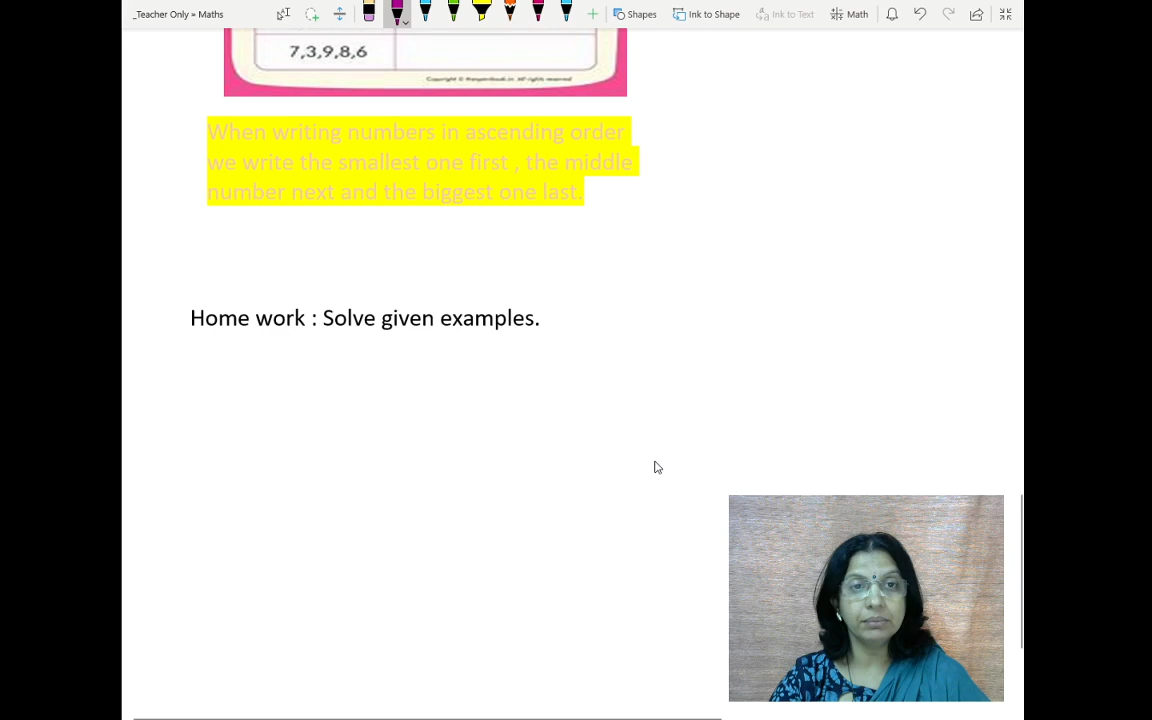 _Teacher Only » Maths
Shapes
Ink to Shape
Ink to Text
Math
7,3,9,8,6
When writing numbers in ascending order
we write the smallest one first , the middle
number next and the biggest one last.
Home work : Solve given examples.